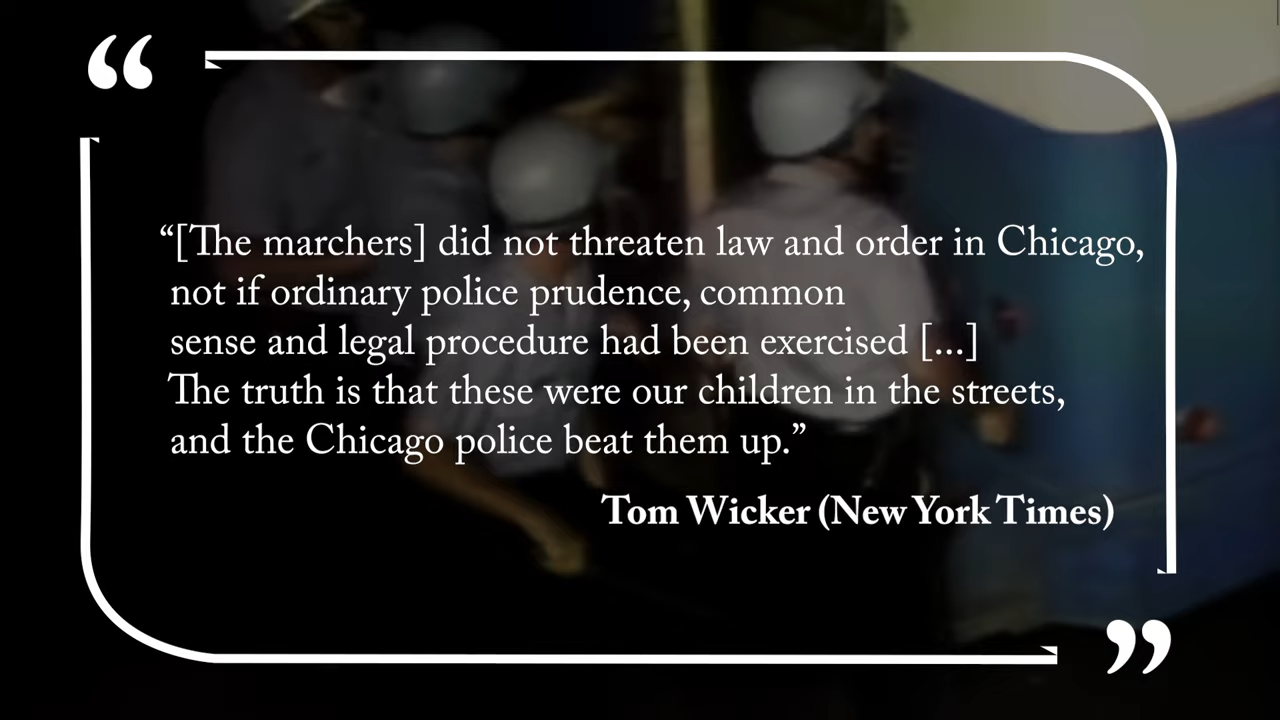 “[The marchers] did not threaten law and order in Chicago,
not if ordinary police prudence, common
sense and legal procedure had been exercised [...]
The truth is that these were our children in the streets,
and the Chicago police beat them up.”
Tom Wicker (New York Times)